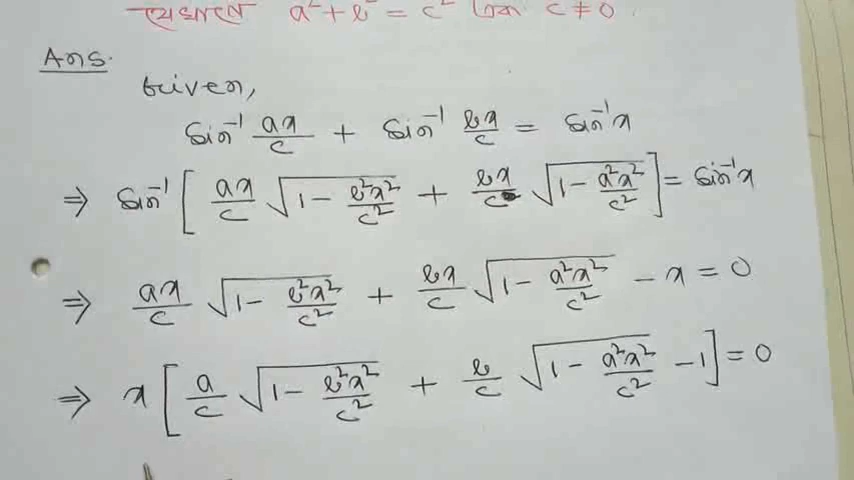 যেখানে a² + b² = c² এবং c ≠ 0.
Ans.
Given,
Sin⁻¹ ax/c + Sin⁻¹ bx/c = Sin⁻¹x
⇒ Sin⁻¹ [ ax/c √(1 - b²x²/c²) + bx/c √(1 - a²x²/c²) ] = Sin⁻¹x
⇒ ax/c √(1 - b²x²/c²) + bx/c √(1 - a²x²/c²) - x = 0
⇒ x [ a/c √(1 - b²x²/c²) + b/c √(1 - a²x²/c²) - 1 ] = 0